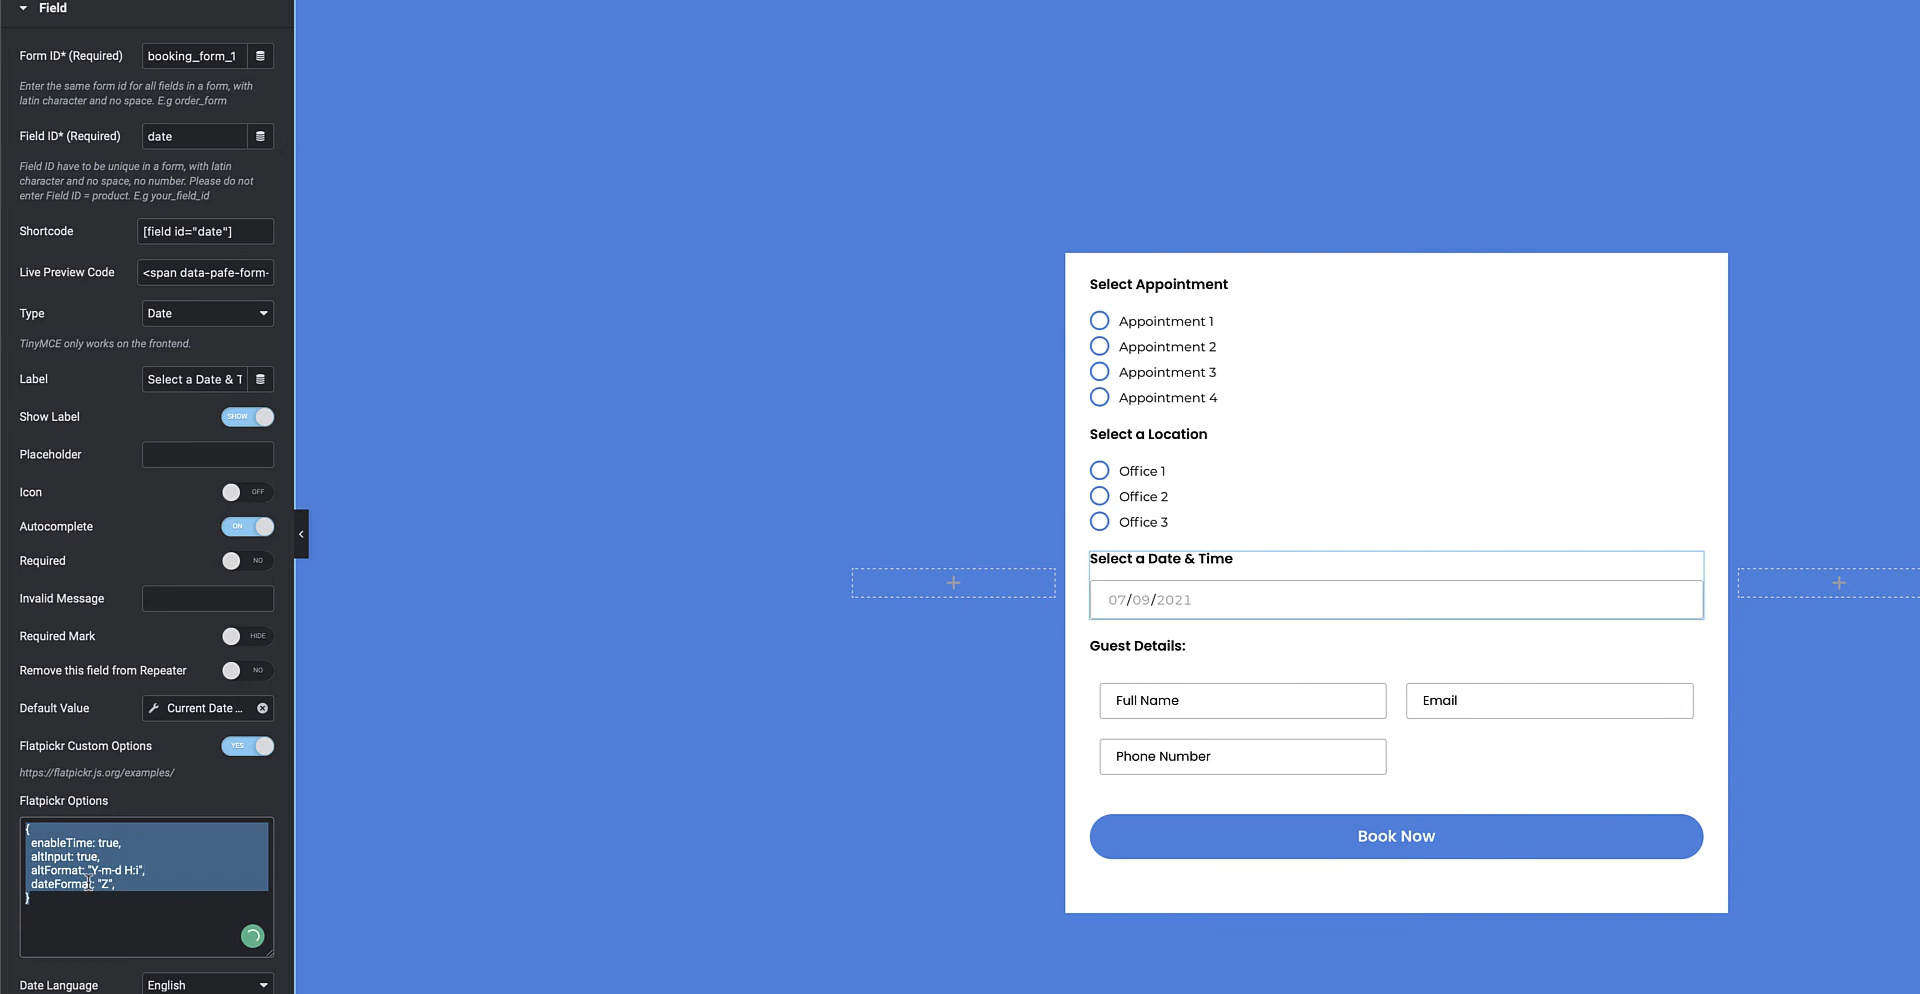 Field
Form ID* (Required)
booking_form_1
Enter the same form id for all fields in a form, with
latin character and no space. E.g order_form
Field ID* (Required)
date
Field ID have to be unique in a form, with latin
character and no space, no number. Please do not
enter Field ID = product. E.g your_field_id
Shortcode
[field id="date"]
Live Preview Code
<span data-pafe-form-
Type
Date
TinyMCE only works on the frontend.
Label
Select a Date & T
Show Label
SHOW
Placeholder
Icon
OFF
Autocomplete
ON
Required
NO
Invalid Message
Required Mark
HIDE
Remove this field from Repeater
NO
Default Value
Current Date ...
Flatpickr Custom Options
YES
https://flatpickr.js.org/examples/
Flatpickr Options
{
enableTime: true,
altInput: true,
altFormat: "Y-m-d H:i",
dateFormat: "Z",
}
Date Language
English
Select Appointment
Appointment 1
Appointment 2
Appointment 3
Appointment 4
Select a Location
Office 1
Office 2
Office 3
Select a Date & Time
07/09/2021
Guest Details:
Full Name
Email
Phone Number
Book Now